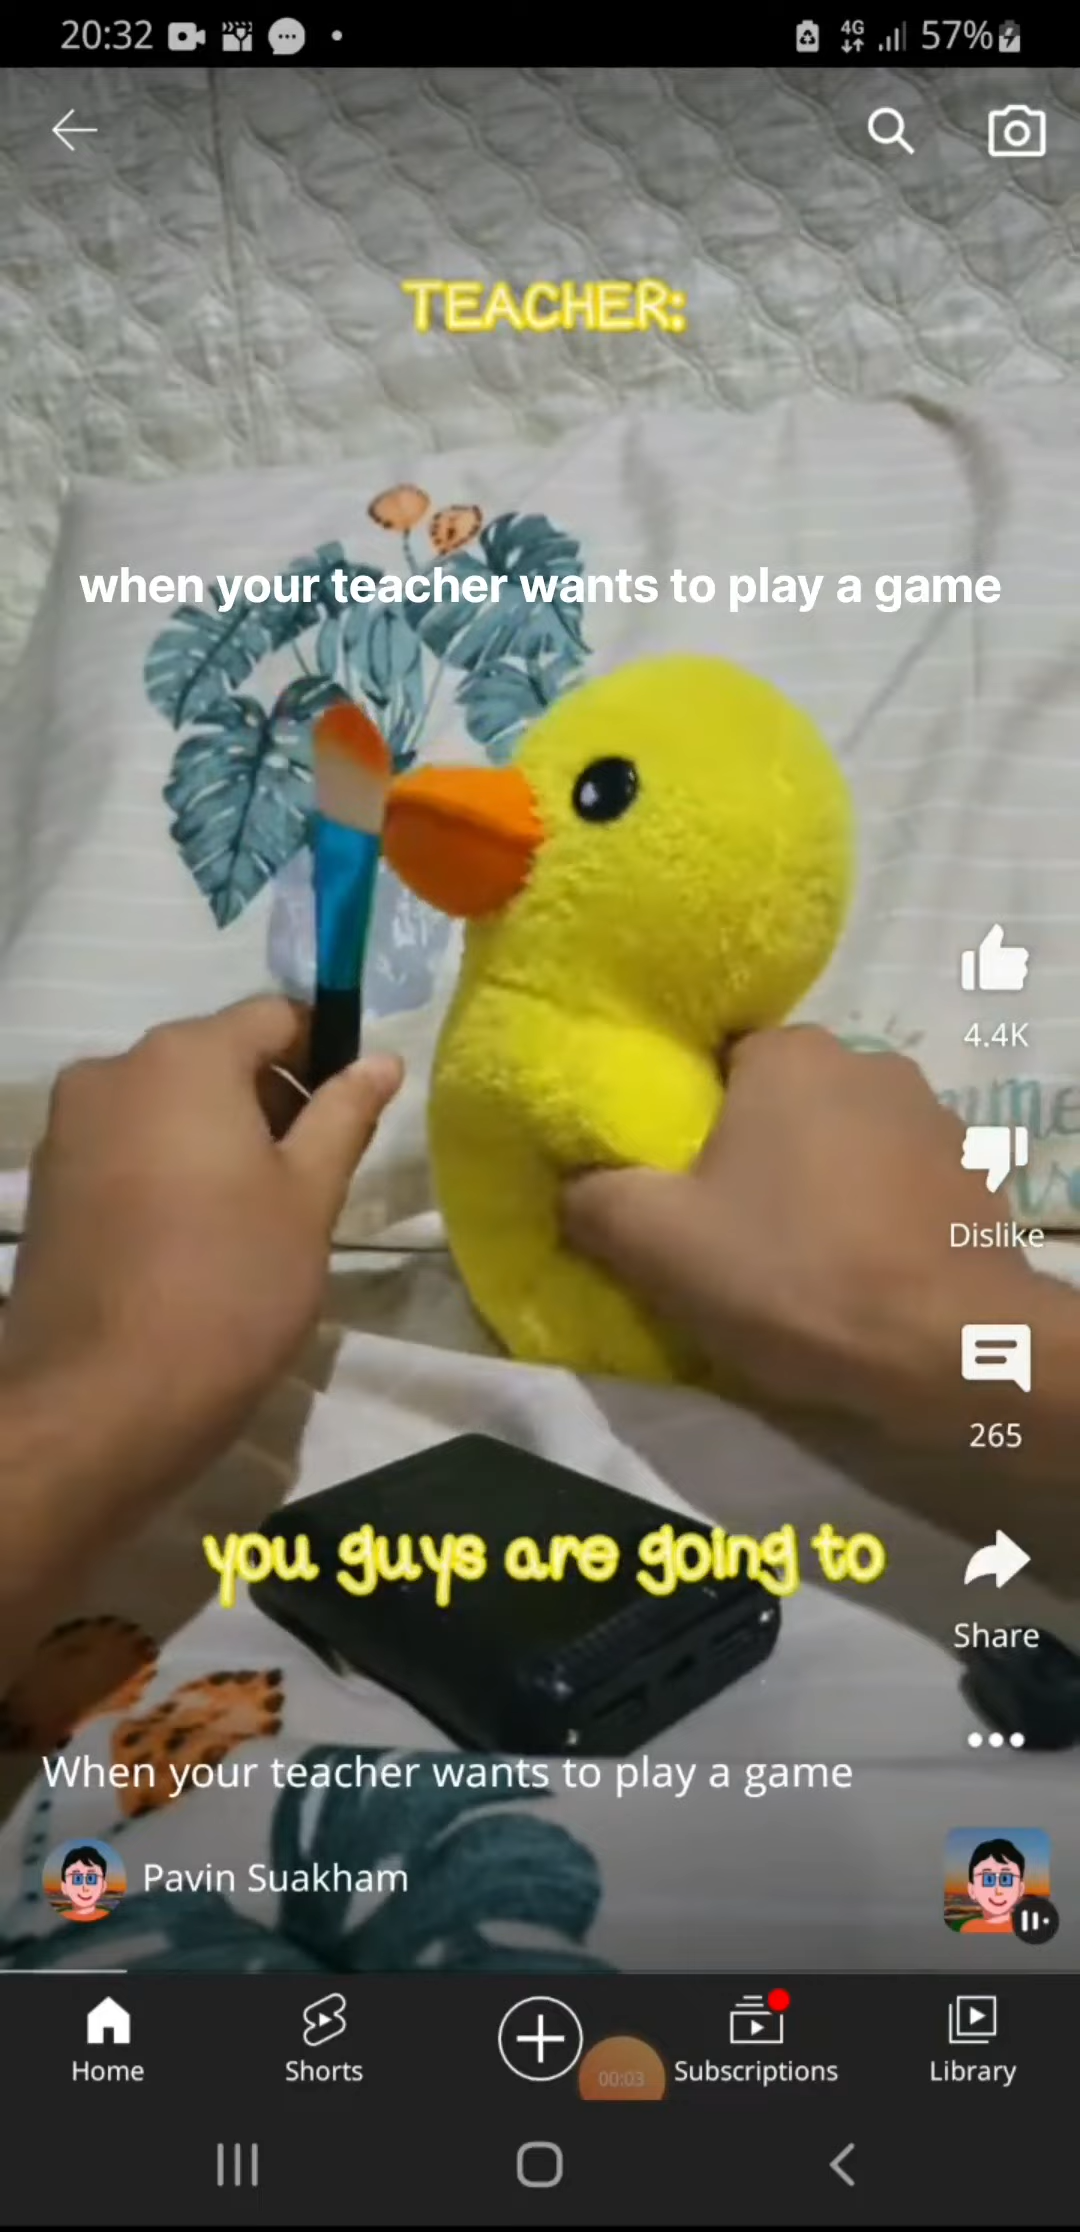 20:32
4G
57%
TEACHER:
when your teacher wants to play a game
4.4K
Dislike
265
you guys are going to
Share
When your teacher wants to play a game
Pavin Suakham
Home
Shorts
00:03
Subscriptions
Library